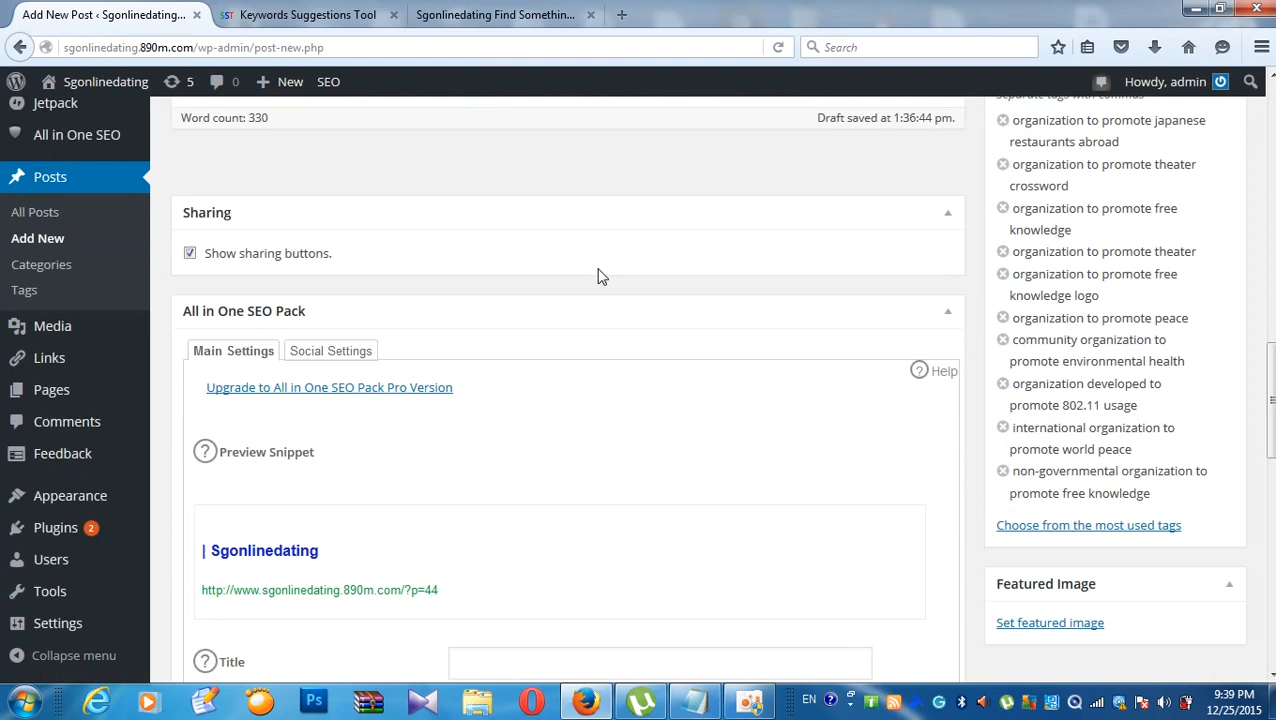 Add New Post ‹ Sgonlinedating...
Keywords Suggestions Tool
Sgonlinedating Find Somethin...
sgonlinedating.890m.com/wp-admin/post-new.php
Search
Sgonlinedating
5
0
New
SEO
Howdy, admin
Jetpack
All in One SEO
Posts
All Posts
Add New
Categories
Tags
Media
Links
Pages
Comments
Feedback
Appearance
Plugins 2
Users
Tools
Settings
Collapse menu
Word count: 330
Draft saved at 1:36:44 pm.
Sharing
Show sharing buttons.
All in One SEO Pack
Main Settings
Social Settings
Help
Upgrade to All in One SEO Pack Pro Version
Preview Snippet
| Sgonlinedating
http://www.sgonlinedating.890m.com/?p=44
Title
Separate tags with commas
organization to promote japanese
restaurants abroad
organization to promote theater
crossword
organization to promote free
knowledge
organization to promote theater
organization to promote free
knowledge logo
organization to promote peace
community organization to
promote environmental health
organization developed to
promote 802.11 usage
international organization to
promote world peace
non-governmental organization to
promote free knowledge
Choose from the most used tags
Featured Image
Set featured image
EN
9:39 PM
12/25/2015